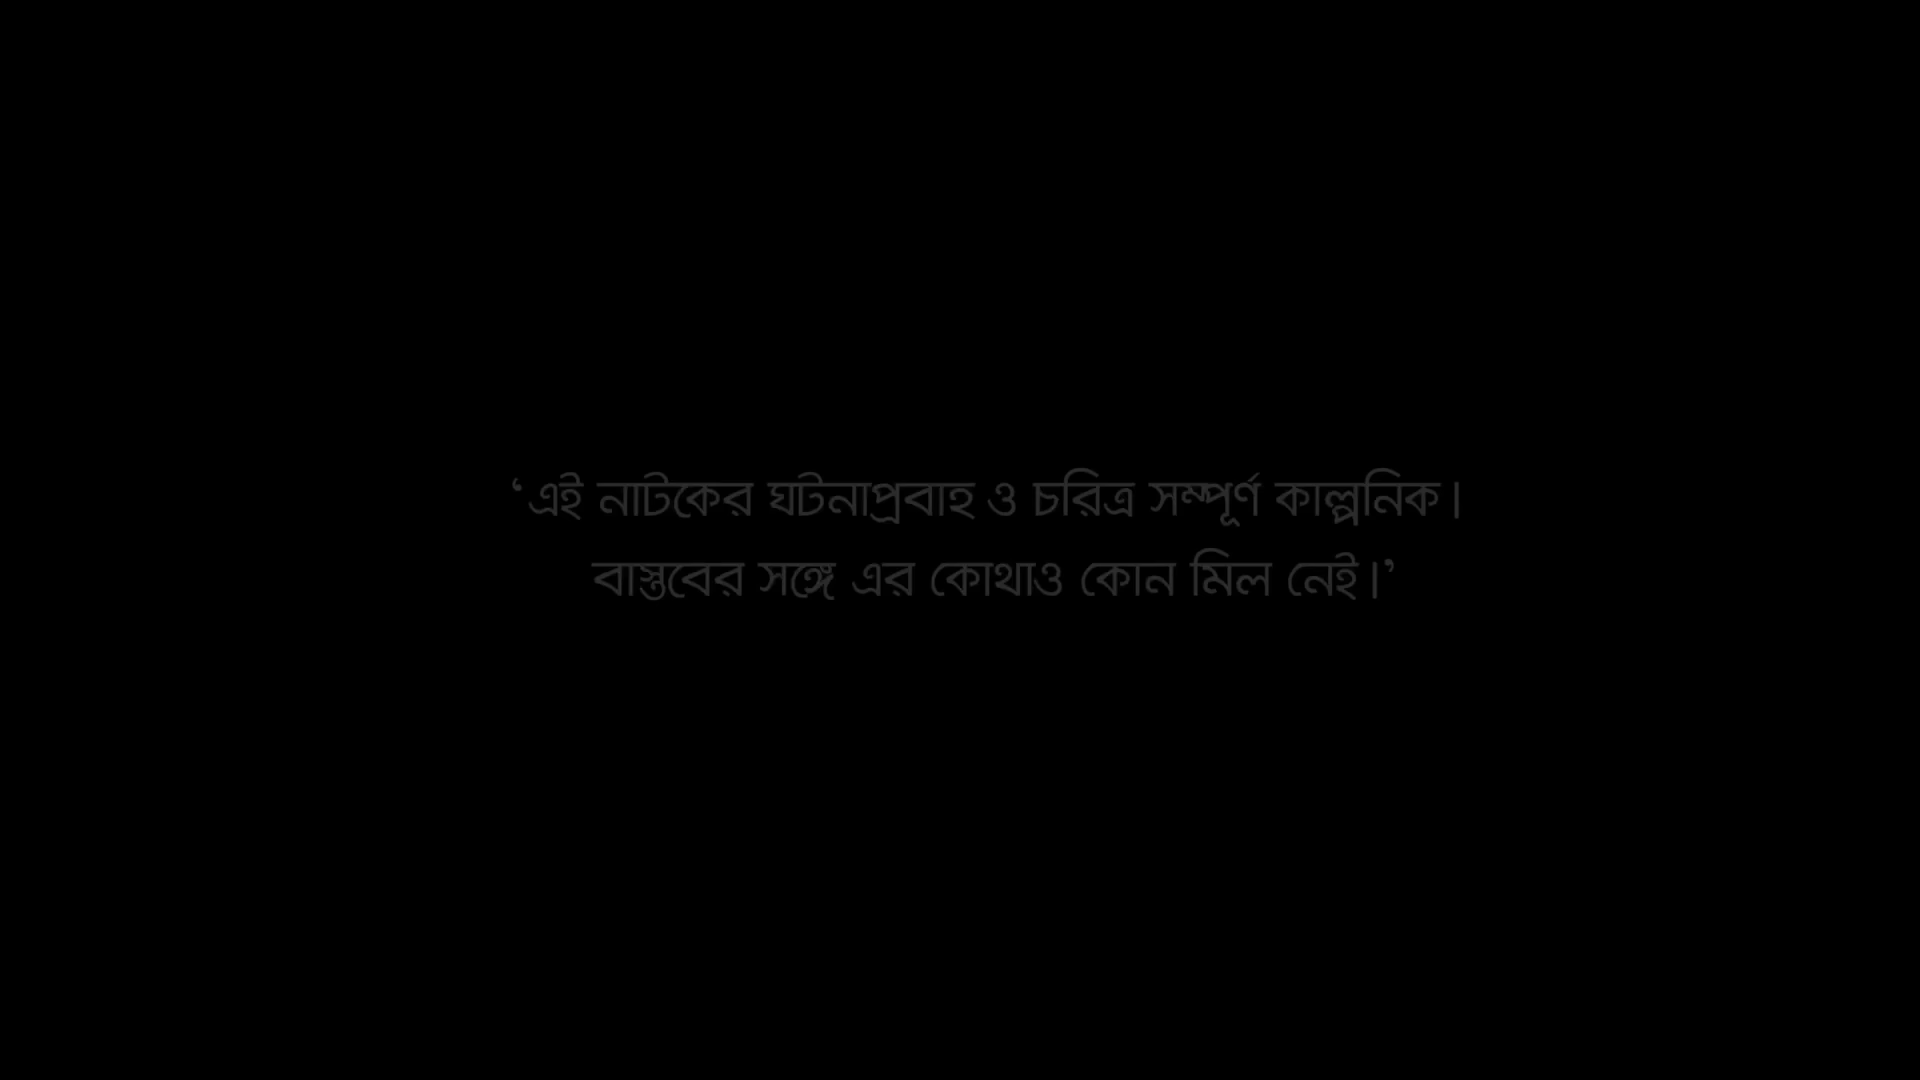 ‘এই নাটকের ঘটনাপ্রবাহ ও চরিত্র সম্পূর্ণ কাল্পনিক।
বাস্তবের সঙ্গে এর কোথাও কোন মিল নেই।’